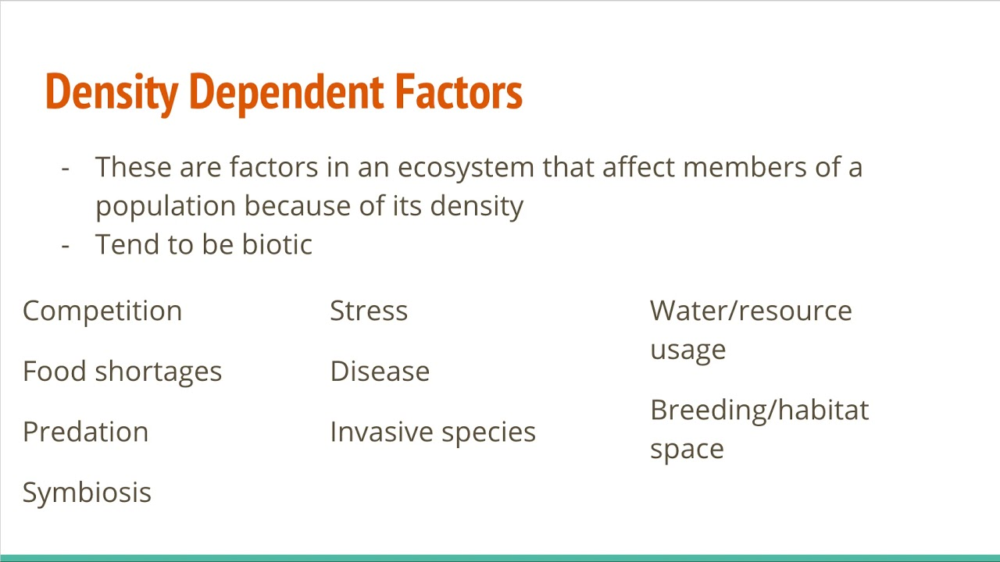 Density Dependent Factors
- These are factors in an ecosystem that affect members of a
population because of its density
- Tend to be biotic
Competition
Food shortages
Predation
Symbiosis
Stress
Disease
Invasive species
Water/resource
usage
Breeding/habitat
space